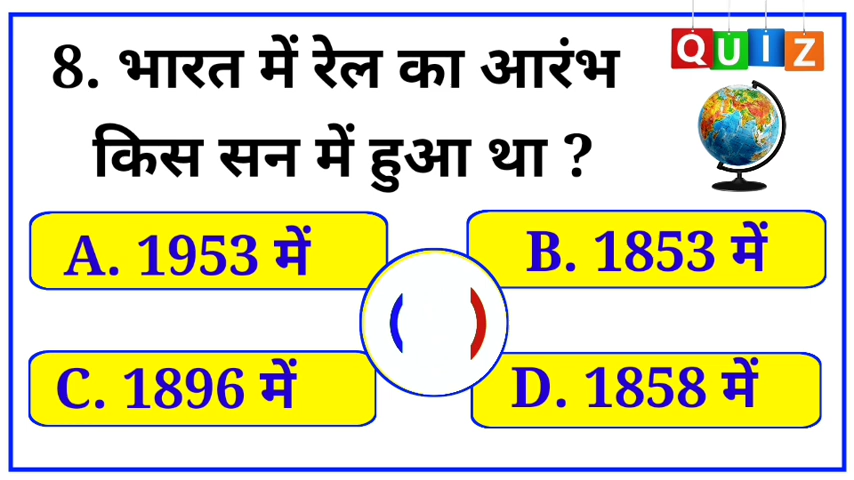 QUIZ
8. भारत में रेल का आरंभ
किस सन में हुआ था ?
A. 1953 में
B. 1853 में
C. 1896 में
D. 1858 में